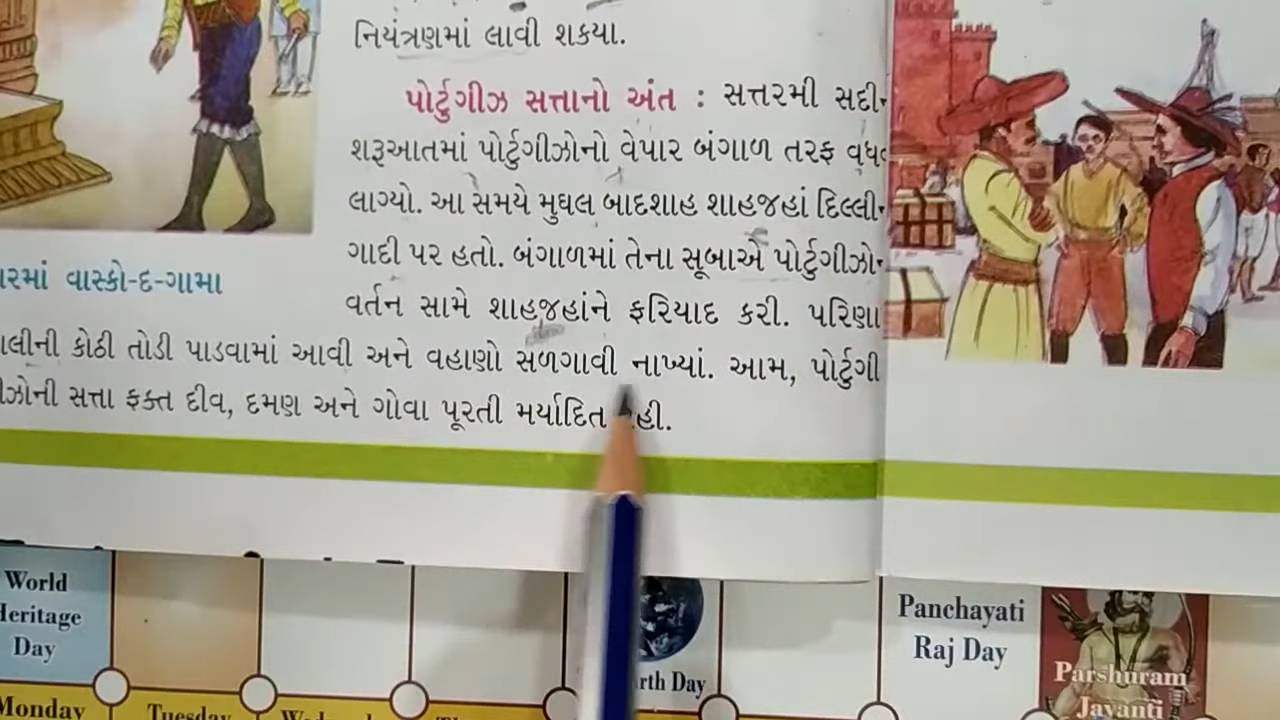 નિયંત્રણમાં લાવી શકયા.
પોર્ટુગીઝ સત્તાનો અંત : સત્તરમી
શરૂઆતમાં પોર્ટુગીઝોનો વેપાર બંગાળ તરફ
લાગ્યો. આ સમયે મુઘલ બાદશાહ શાહજહાં
ગાદી પર હતો. બંગાળમાં તેના સૂબાએ
વાસ્કો-દ-ગામા
વર્તન સામે શાહજહાંને ફરિયાદ કરી.
કોઠી તોડી પાડવામાં આવી અને વહાણો સળગાવી નાખ્યાં. આમ,
સત્તા ફક્ત દીવ, દમણ અને ગોવા પૂરતી મર્યાદિત
World
Heritage
Day
Panchayati
Raj Day
Parshuram
Jayanti
Day
Monday
Tuesday